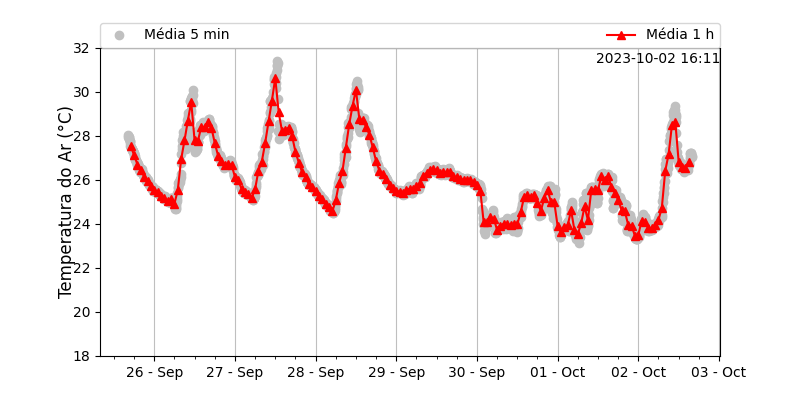 Média 5 min
Média 1 h
2023-10-02 16:11
Temperatura do Ar (°C)
32
30
28
26
24
22
20
18
26 - Sep
27 - Sep
28 - Sep
29 - Sep
30 - Sep
01 - Oct
02 - Oct
03 - Oct